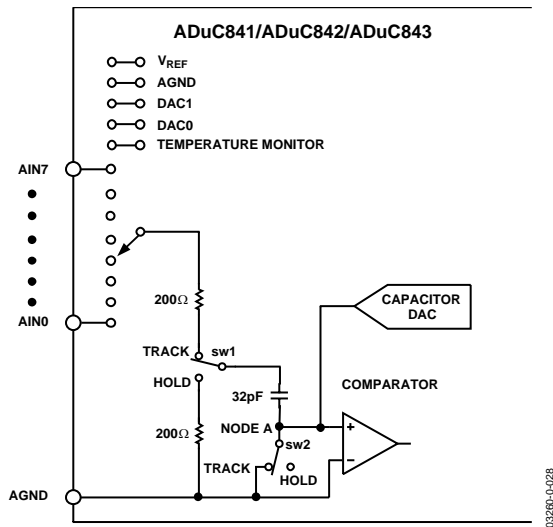 ADuC841/ADuC842/ADuC843
VREF
AGND
DAC1
DAC0
TEMPERATURE MONITOR
AIN7
AIN0
200Ω
CAPACITOR
DAC
TRACK
sw1
HOLD
32pF
COMPARATOR
200Ω
NODE A
+
sw2
–
TRACK
HOLD
AGND
03260-0-028